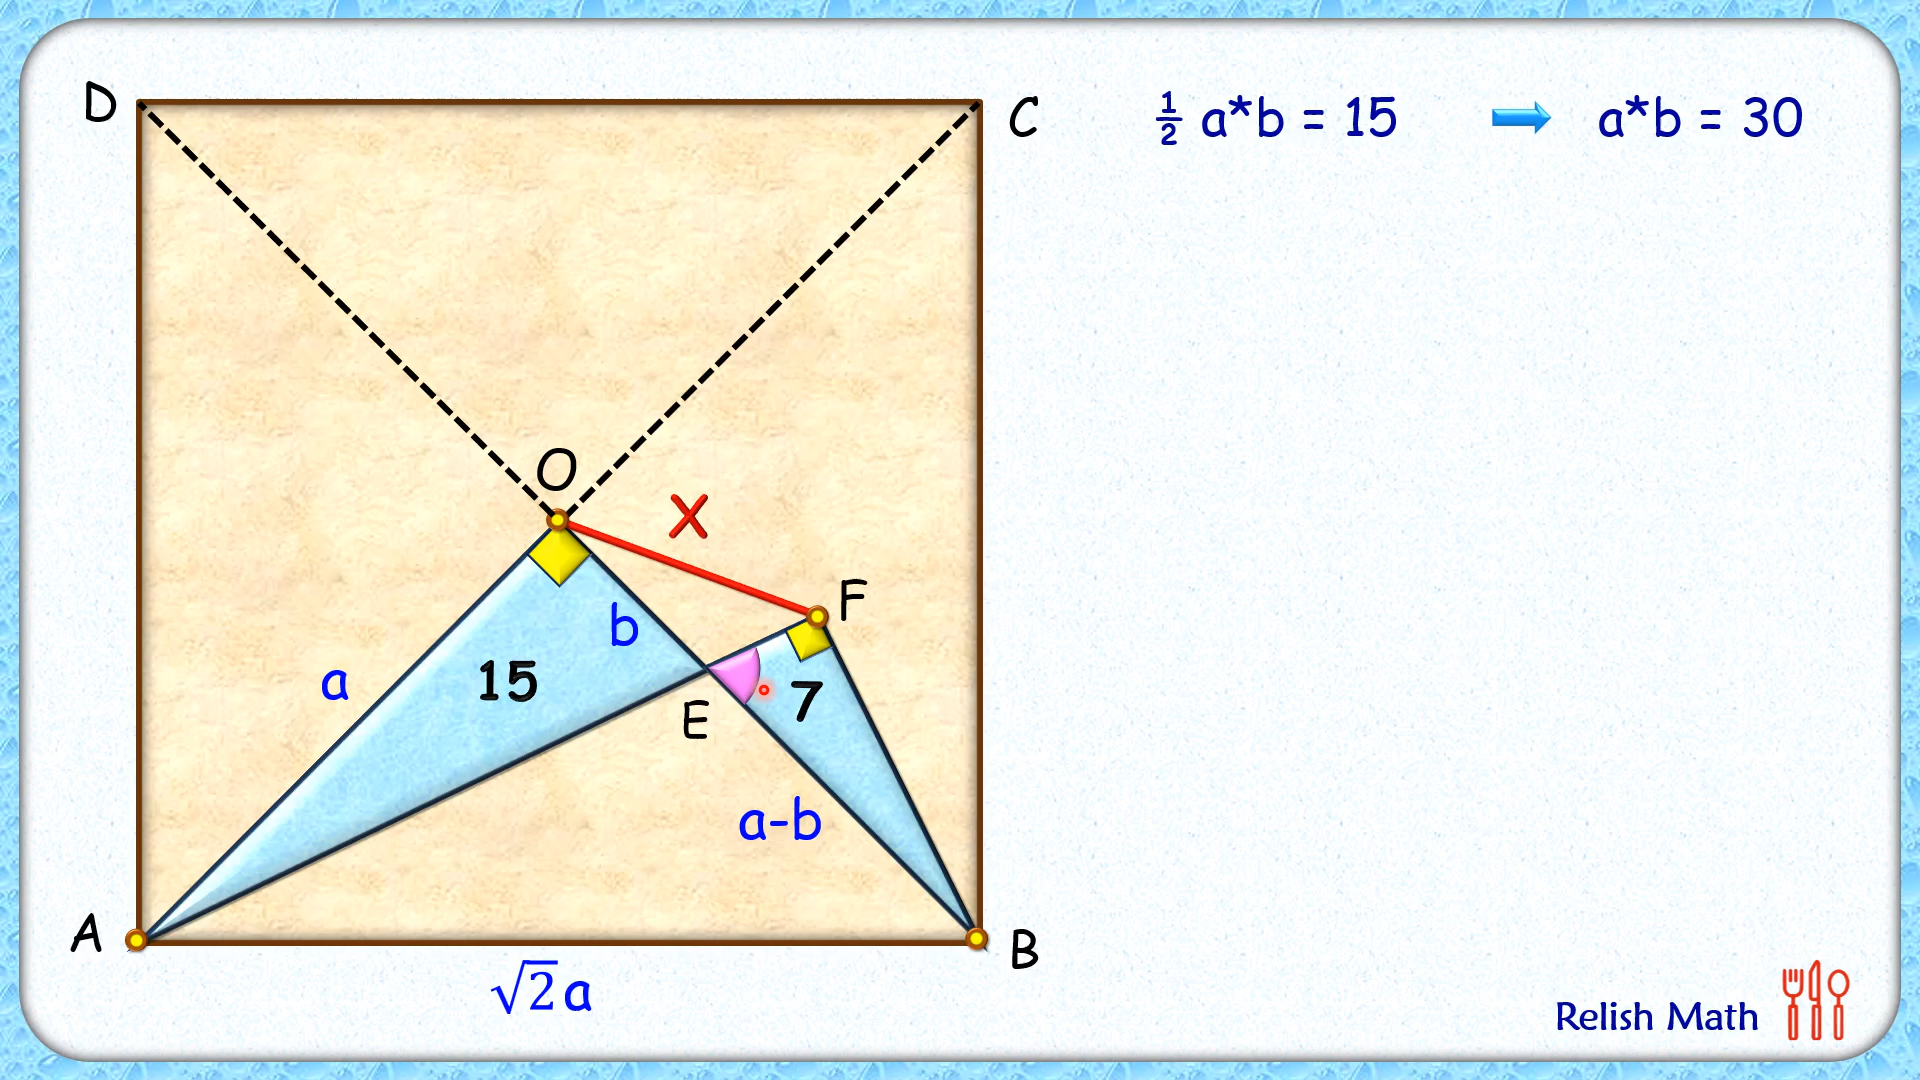 D
C
½ a*b = 15
a*b = 30
O
X
F
b
a
15
7
E
a-b
A
B
√2a
Relish Math